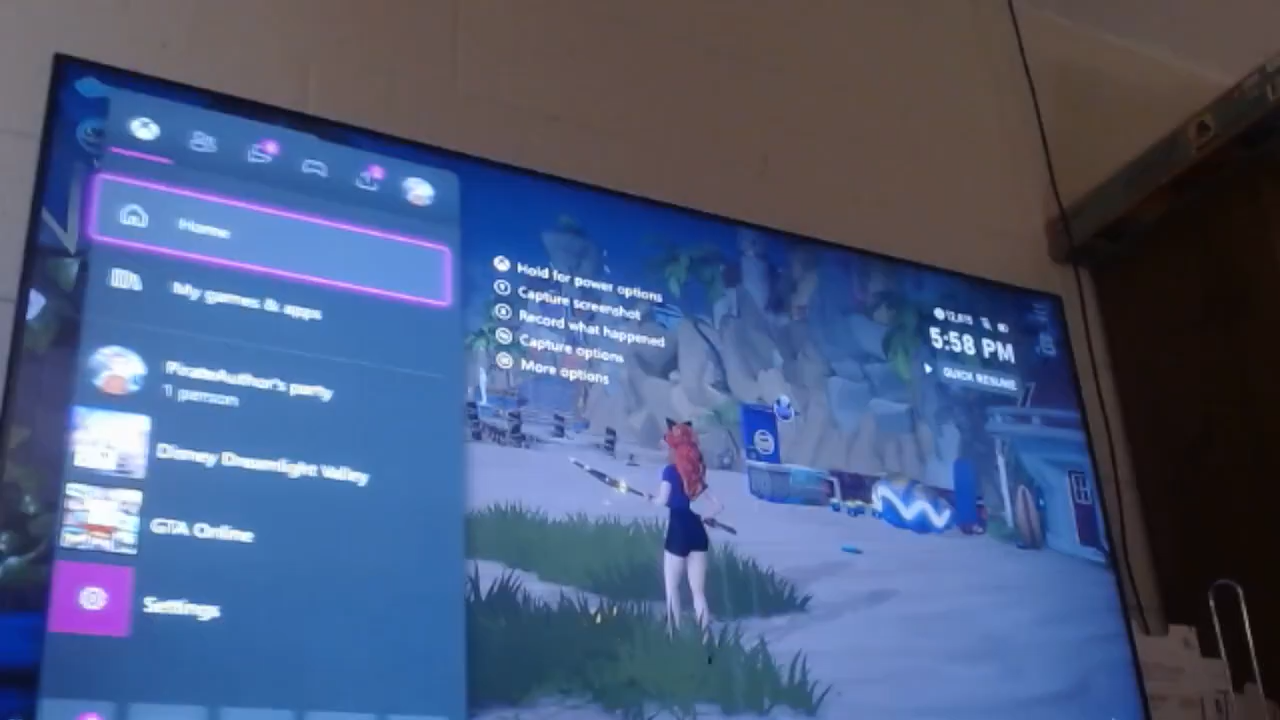 Home
My games & apps
PirateAuthor's party
1 person
Disney Dreamlight Valley
GTA Online
Settings
Hold for power options
Capture screenshot
Record what happened
Capture options
More options
5:58 PM
QUICK RESUME